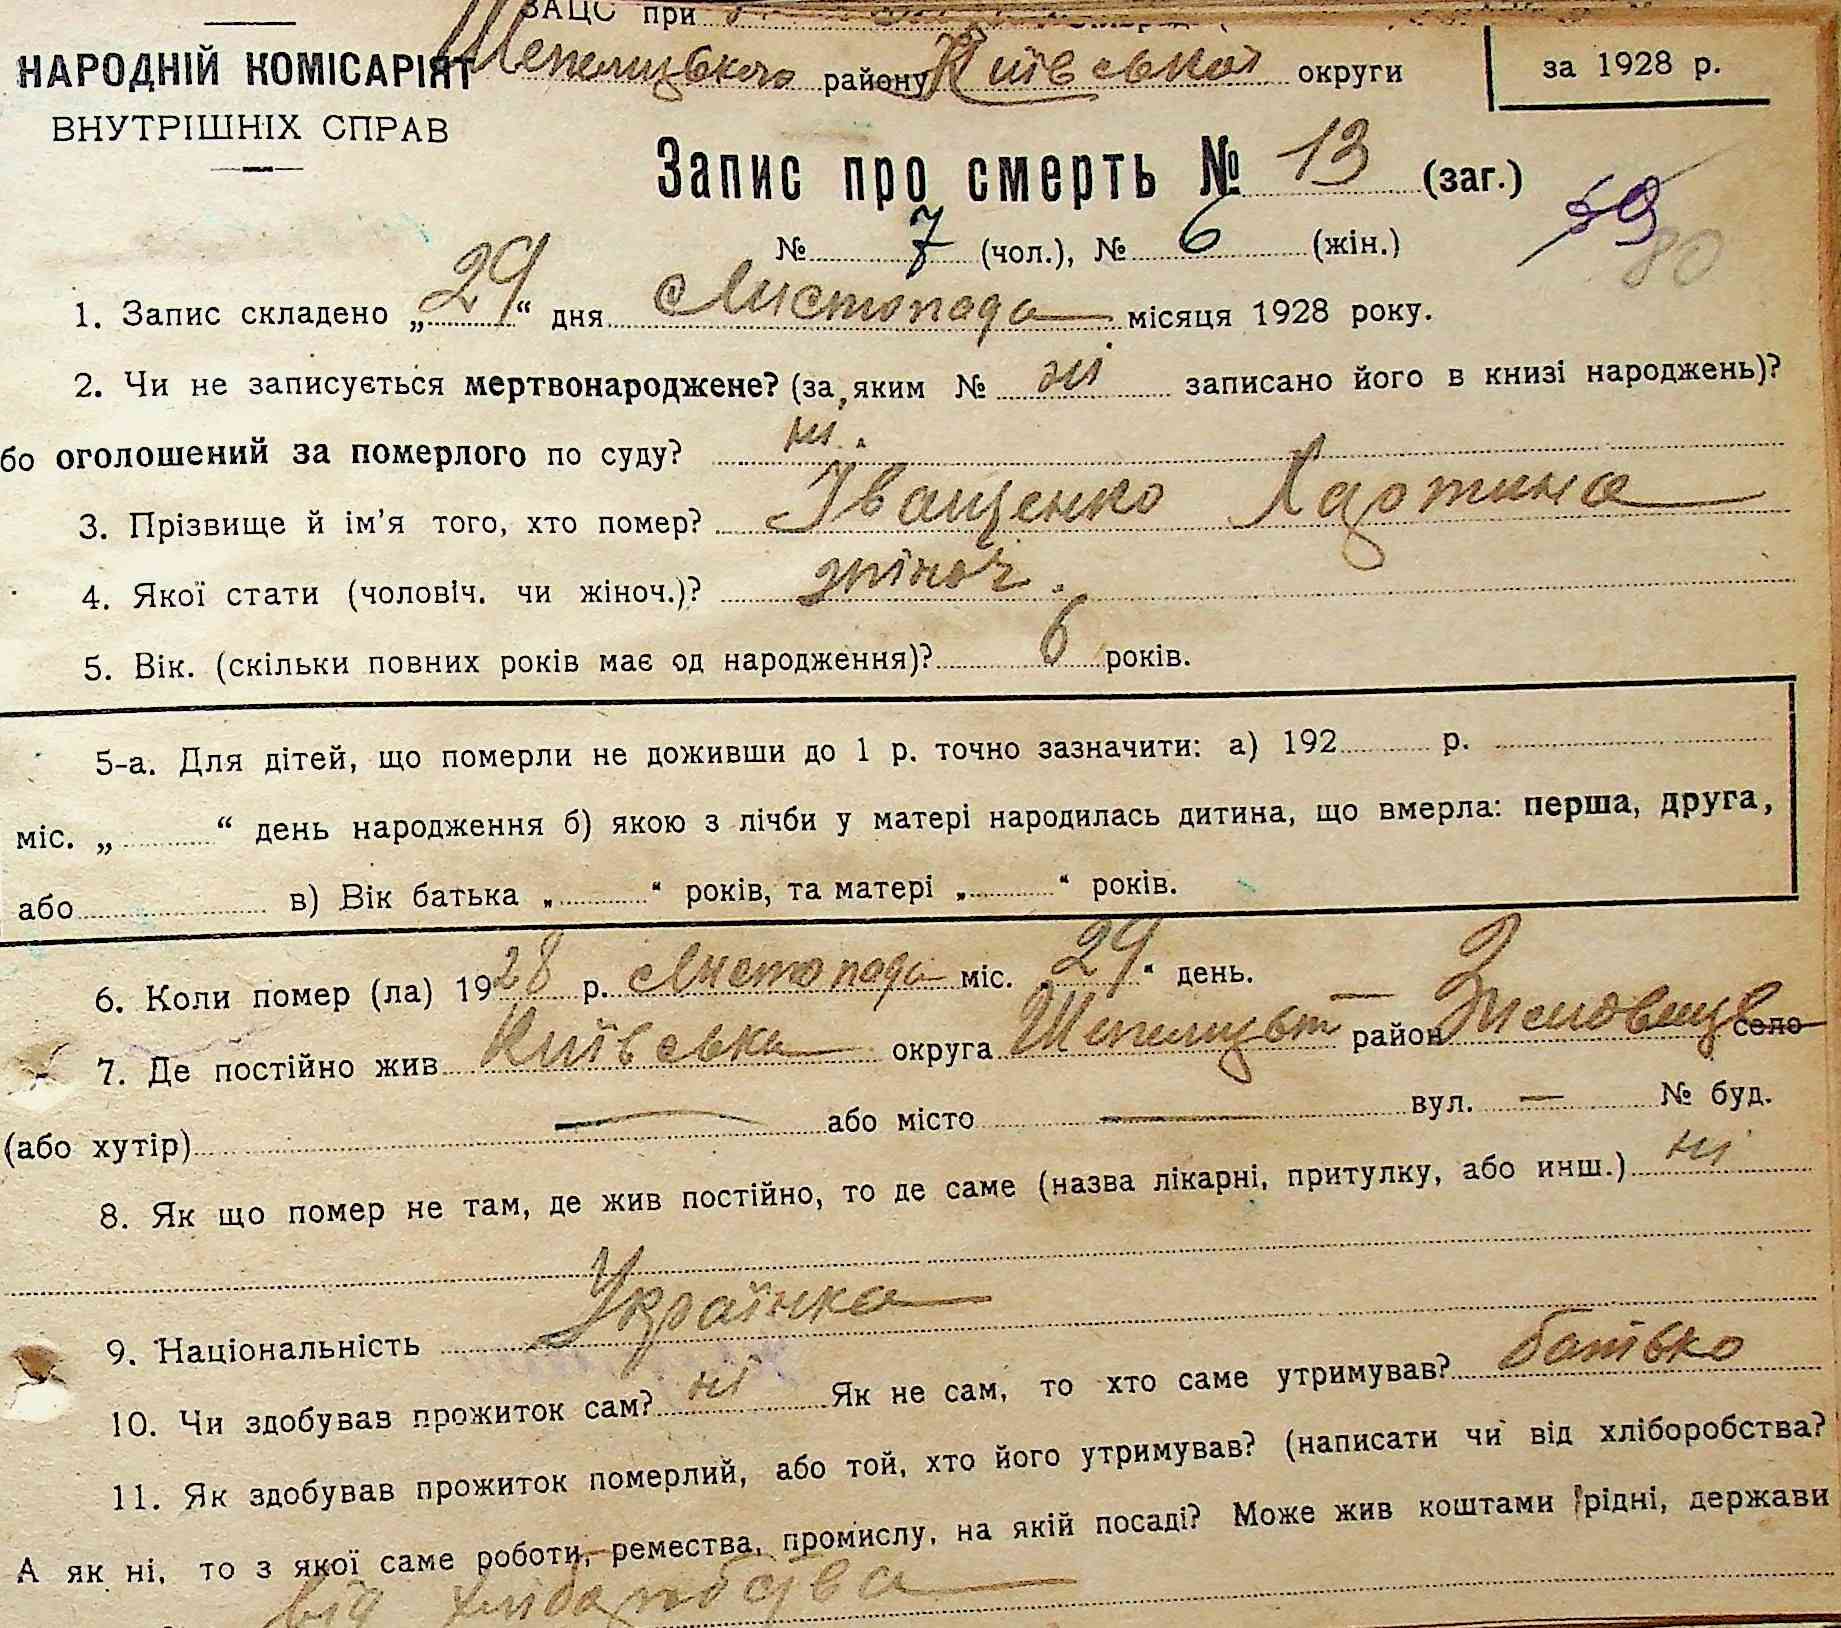 ЗАЦС при
НАРОДНІЙ КОМІСАРІЯТ
ВНУТРІШНІХ СПРАВ
Шепелицького району Київської округи
за 1928 р.
Запис про смерть № 13 (заг.)
59
80
№ 7 (чол.), № 6 (жін.)
1. Запис складено „29“ дня Листопада місяця 1928 року.
2. Чи не записується мертвонароджене? (за яким № ні записано його в книзі народжень)?
бо оголошений за померлого по суду? ні.
3. Прізвище й ім’я того, хто помер? Іващенко
4. Якої стати (чоловіч. чи жіноч.)? жіноч.
5. Вік. (скільки повних років має од народження)? 6 років.
5-а. Для дітей, що померли не доживши до 1 р. точно зазначити: а) 192 р.
міс. „ “ день народження б) якою з лічби у матері народилась дитина, що вмерла: перша, друга,
або в) Вік батька „ “ років, та матері „ “ років.
6. Коли помер (ла) 1928 р. Листопада міс. „29“ день.
7. Де постійно жив Київська округа Шепелицьк район село
(або хутір) — або місто — вул. — № буд.
8. Як що помер не там, де жив постійно, то де саме (назва лікарні, притулку, або инш.) ні
9. Національність Українка
10. Чи здобував прожиток сам? ні Як не сам, то хто саме утримував? батько
11. Як здобував прожиток померлий, або той, хто його утримував? (написати чи від хліборобства?
А як ні, то з якої саме роботи, ремества, промислу, на якій посаді? Може жив коштами рідні, держави
від хліборобства